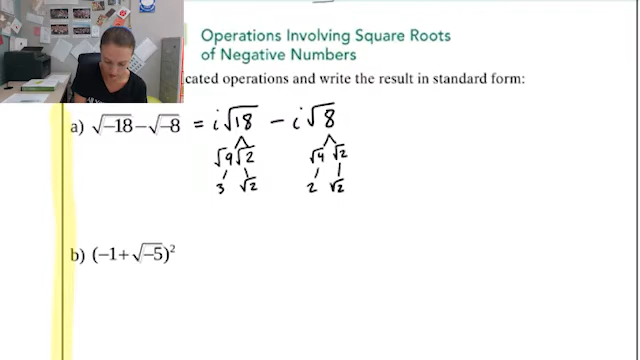 Operations Involving Square Roots
of Negative Numbers
cated operations and write the result in standard form:
a) √−18 − √−8 = i√18 − i√8
√9 √2 √4 √2
3 √2 2 √2
b) (−1 + √−5)²